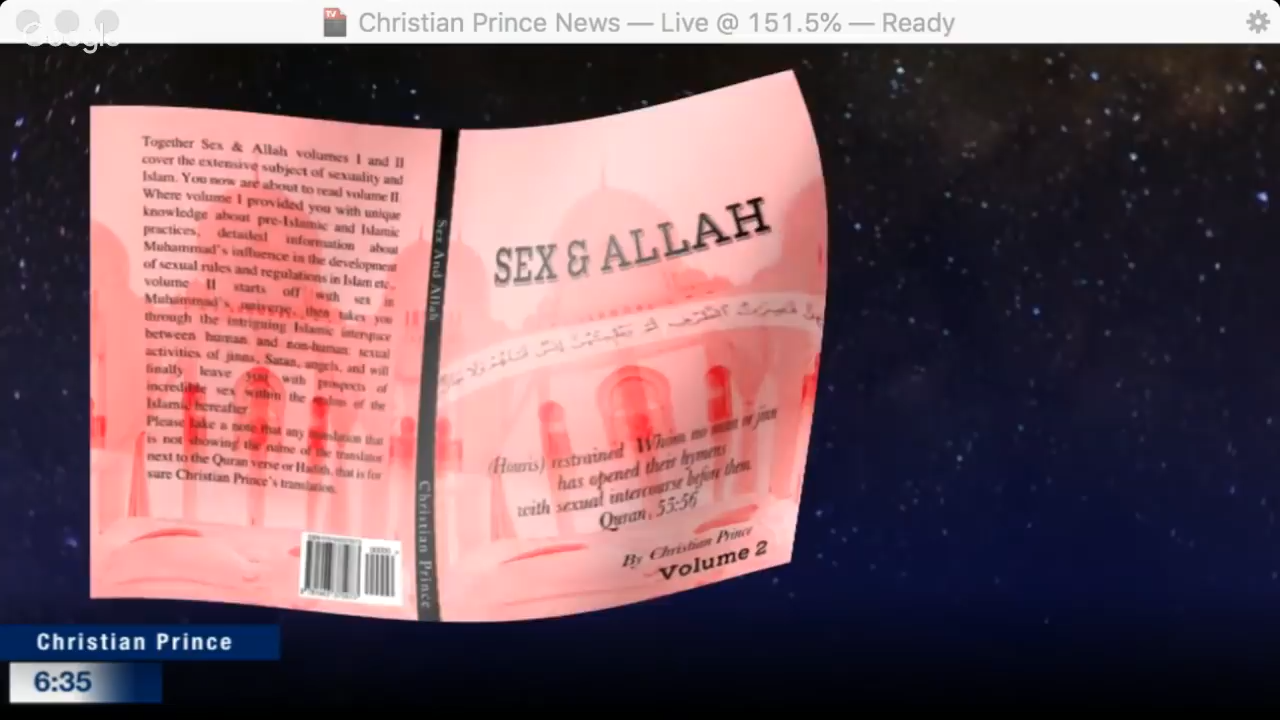 Christian Prince News — Live @ 151.5% — Ready
Google
Together Sex & Allah volumes I and II
cover the extensive subject of sexuality and
Islam. You now are about to read volume II.
Where volume I provided you with unique
knowledge about pre-Islamic and Islamic
practices, detailed information about
Muhammad's influence in the development
of sexual rules and regulations in Islam etc.,
volume II starts off with sex in
Muhammad's universe, then takes you
through the intriguing Islamic interspace
between human and non-human sexual
activities of jinns, Satan, angels, and will
finally leave you with prospects of
incredible sex within the realms of the
Islamic hereafter
Please take a note that any translation that
is not showing the name of the translator
next to the Quran verse or Hadith, that is for
sure Christian Prince's translation.
Sex And Allah
Christian Prince
SEX & ALLAH
(Houris) restrained Whom no man or jinn
has opened their hymens
with sexual intercourse before them.
Quran, 55:56
By Christian Prince
Volume 2
Christian Prince
6:35